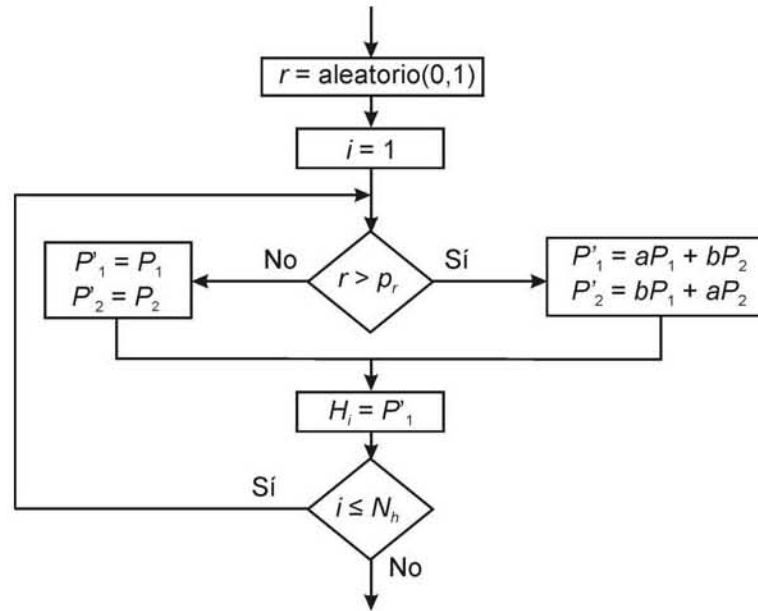 r = aleatorio(0,1)
i = 1
No
r > pᵣ
Sí
P'₁ = P₁
P'₂ = P₂
P'₁ = aP₁ + bP₂
P'₂ = bP₁ + aP₂
Hᵢ = P'₁
Sí
i ≤ Nₕ
No